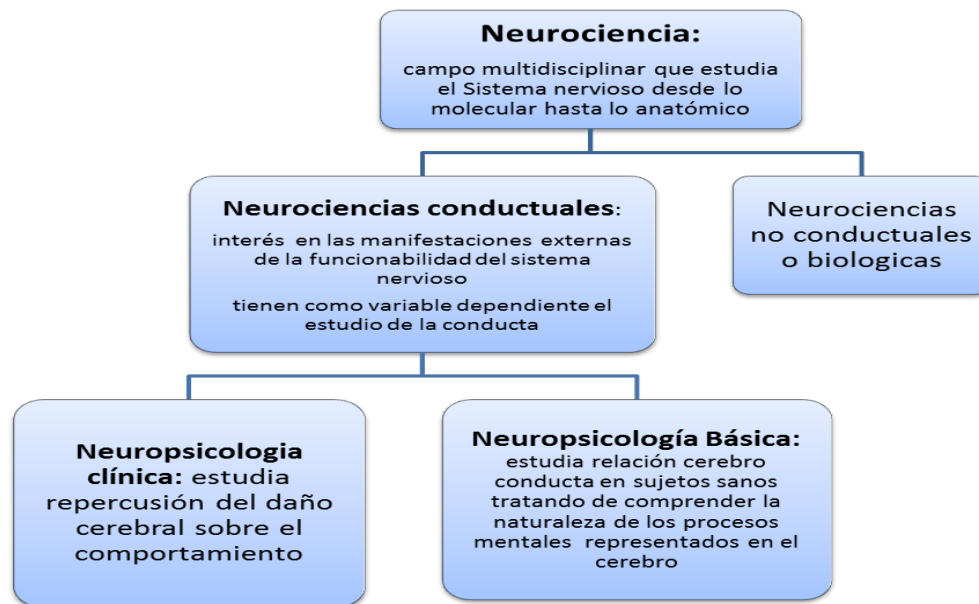 Neurociencia:
campo multidisciplinar que estudia
el Sistema nervioso desde lo
molecular hasta lo anatómico
Neurociencias conductuales:
interés en las manifestaciones externas
de la funcionabilidad del sistema
nervioso
tienen como variable dependiente el
estudio de la conducta
Neurociencias
no conductuales
o biologicas
Neuropsicologia
clínica: estudia
repercusión del daño
cerebral sobre el
comportamiento
Neuropsicología Básica:
estudia relación cerebro
conducta en sujetos sanos
tratando de comprender la
naturaleza de los procesos
mentales representados en el
cerebro